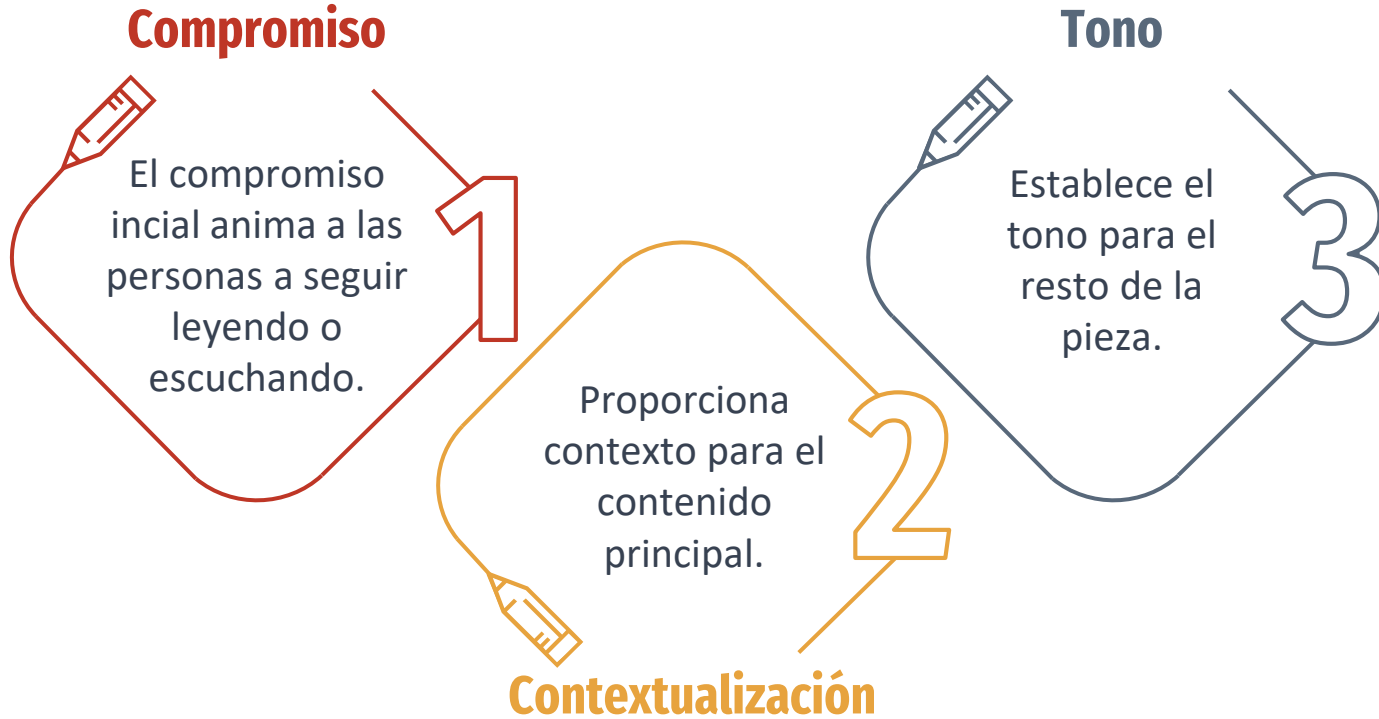 Compromiso
El compromiso
incial anima a las
personas a seguir
leyendo o
escuchando.
1
Proporciona
contexto para el
contenido
principal.
2
Contextualización
Tono
Establece el
tono para el
resto de la
pieza.
3